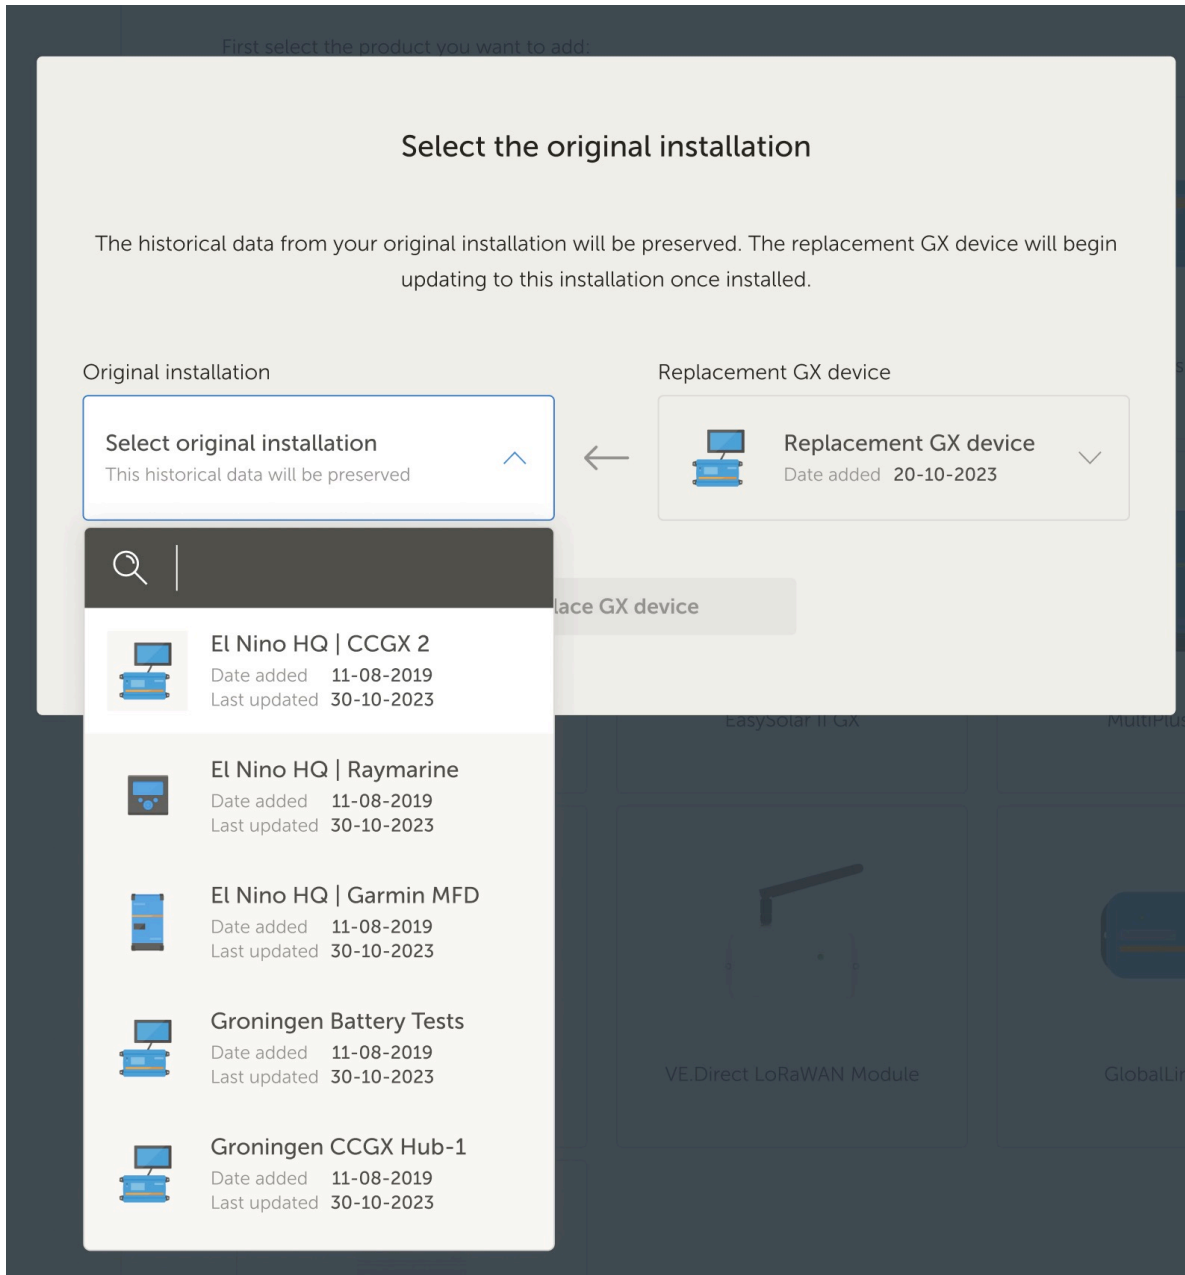 First select the product you want to add:
Select the original installation
The historical data from your original installation will be preserved. The replacement GX device will begin
updating to this installation once installed.
Original installation
Replacement GX device
Select original installation
This historical data will be preserved
Replacement GX device
Date added 20-10-2023
lace GX device
El Nino HQ | CCGX 2
Date added 11-08-2019
Last updated 30-10-2023
El Nino HQ | Raymarine
Date added 11-08-2019
Last updated 30-10-2023
El Nino HQ | Garmin MFD
Date added 11-08-2019
Last updated 30-10-2023
Groningen Battery Tests
Date added 11-08-2019
Last updated 30-10-2023
Groningen CCGX Hub-1
Date added 11-08-2019
Last updated 30-10-2023
EasySolar II GX
MultiPlus
VE.Direct LoRaWAN Module
GlobalLin